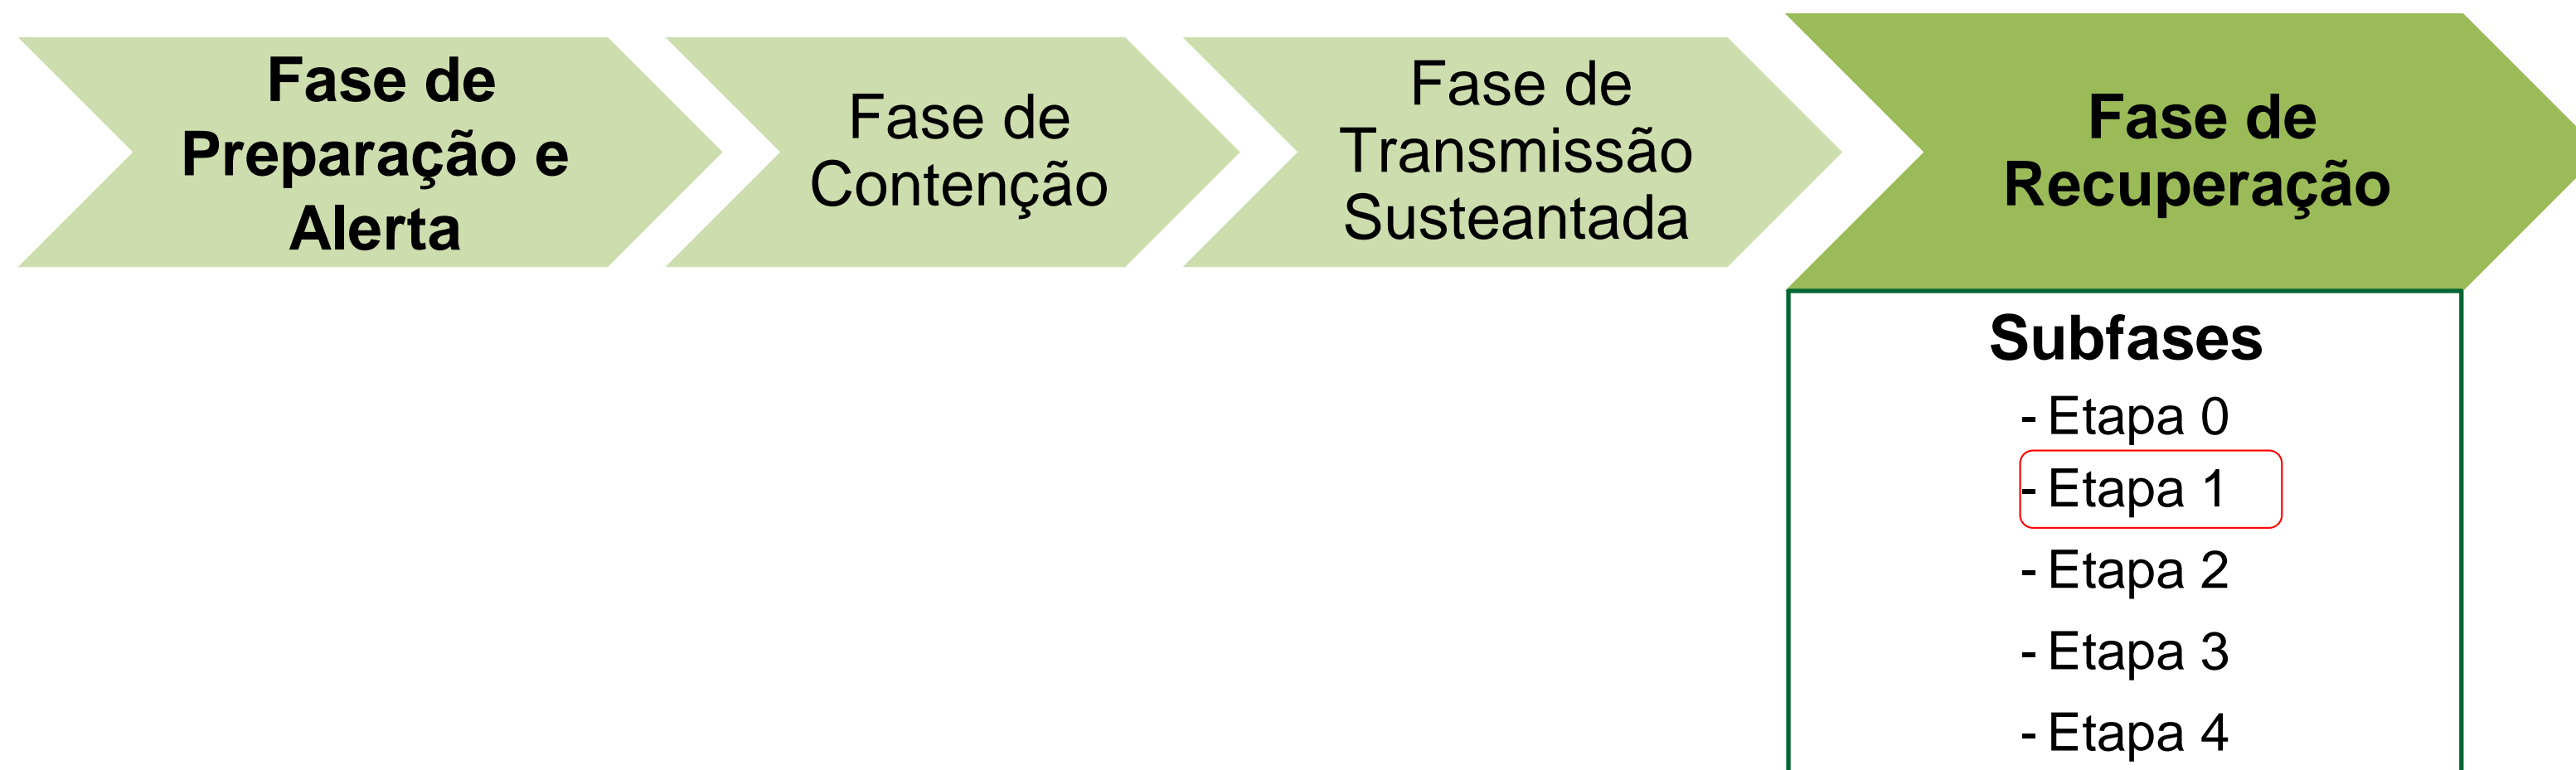 Fase de
Preparação e
Alerta
Fase de
Contenção
Fase de
Transmissão
Susteantada
Fase de
Recuperação
Subfases
- Etapa 0
- Etapa 1
- Etapa 2
- Etapa 3
- Etapa 4